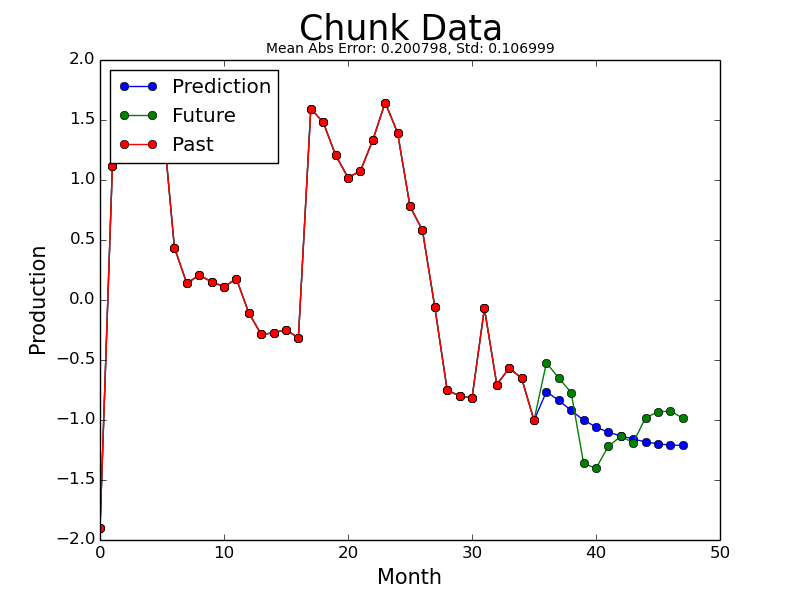 Chunk Data
Mean Abs Error: 0.200798, Std: 0.106999
2.0
1.5
1.0
0.5
0.0
−0.5
−1.0
−1.5
−2.0
Production
Prediction
Future
Past
0 10 20 30 40 50
Month